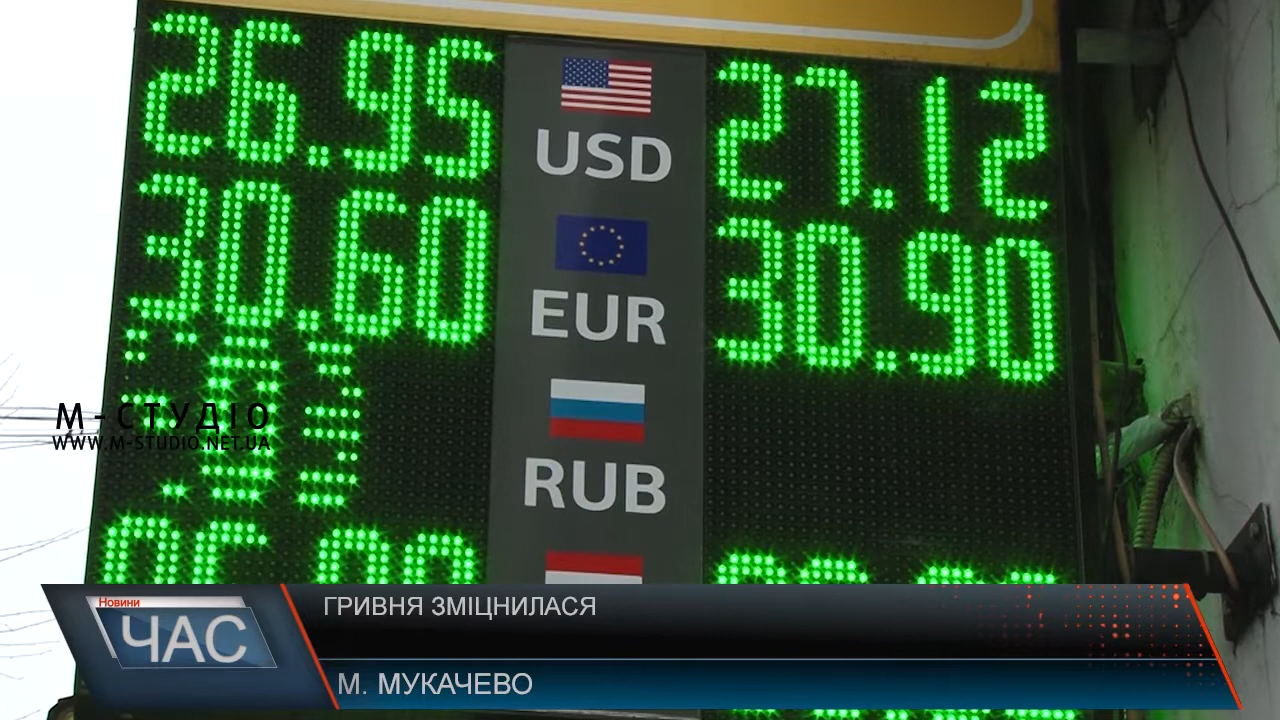 26.95 USD 27.12
30.60 EUR 30.90
RUB
М-СТУДІО
WWW.M-STUDIO.NET.UA
Новини
ЧАС
ГРИВНЯ ЗМІЦНИЛАСЯ
М. МУКАЧЕВО